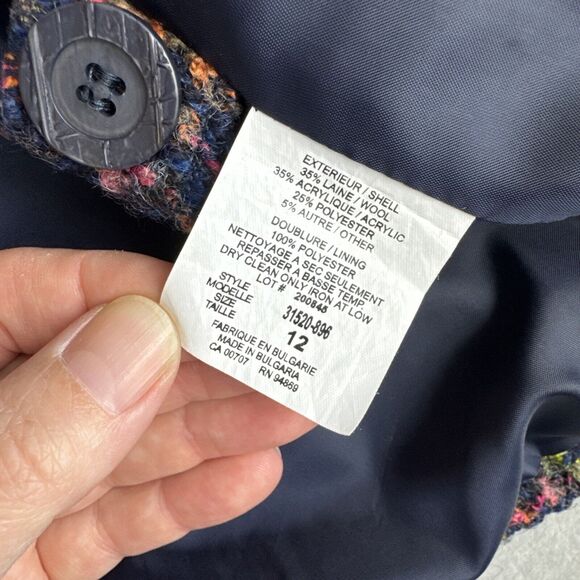 EXTERIEUR / SHELL
35% LAINE / WOOL
35% ACRYLIQUE / ACRYLIC
25% POLYESTER
5% AUTRE / OTHER
DOUBLURE / LINING
100% POLYESTER
NETTOYAGE A SEC SEULEMENT
REPASSER A BASSE TEMP.
DRY CLEAN ONLY IRON AT LOW
LOT # 200848
STYLE
MODELLE 31520-896
SIZE
TAILLE 12
FABRIQUE EN BULGARIE
MADE IN BULGARIA
CA 00707 RN 94869